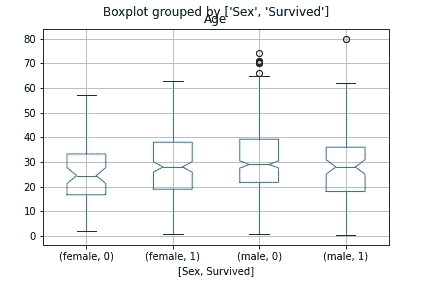 Boxplot grouped by ['Sex', 'Survived']
Age
80
70
60
50
40
30
20
10
0
(female, 0) (female, 1) (male, 0) (male, 1)
[Sex, Survived]